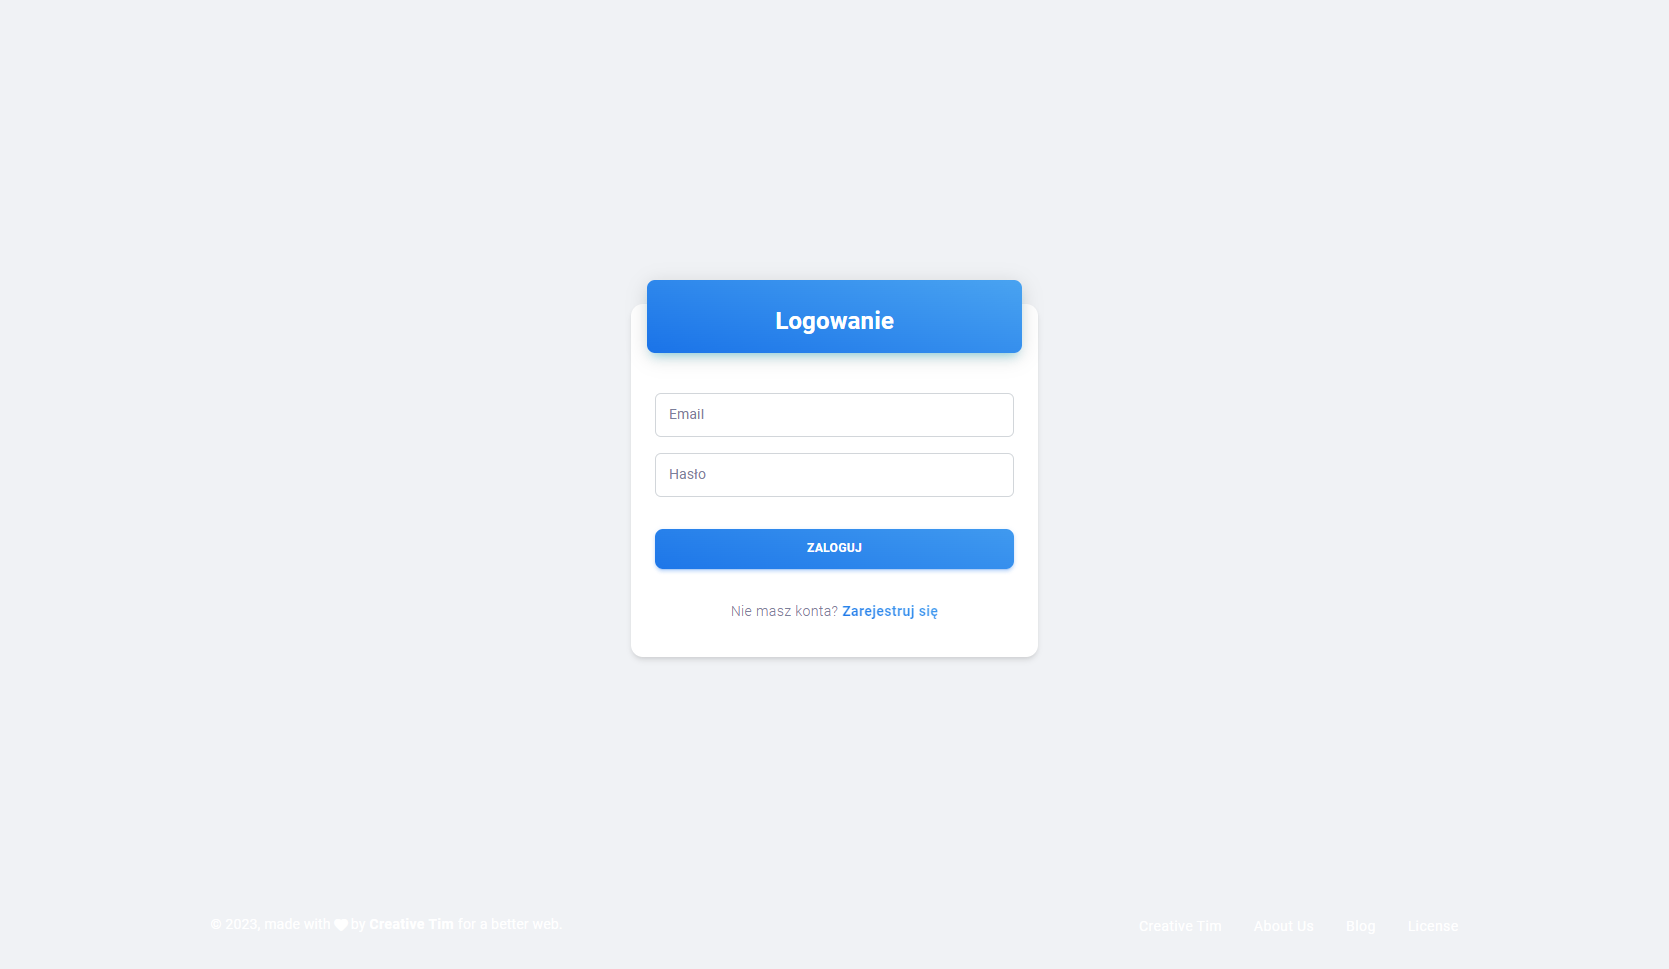 Logowanie
Email
Hasło
ZALOGUJ
Nie masz konta? Zarejestruj się
© 2023, made with by Creative Tim for a better web.
Creative Tim About Us Blog License